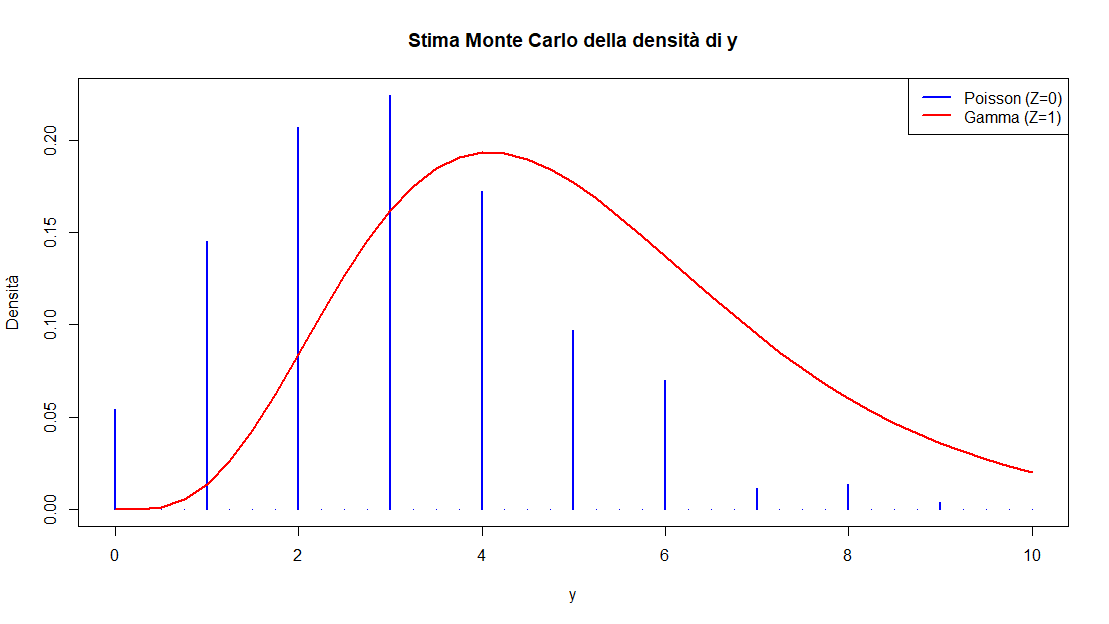 Stima Monte Carlo della densità di y
Poisson (Z=0)
Gamma (Z=1)
Densità
0.20
0.15
0.10
0.05
0.00
0 2 4 6 8 10
y